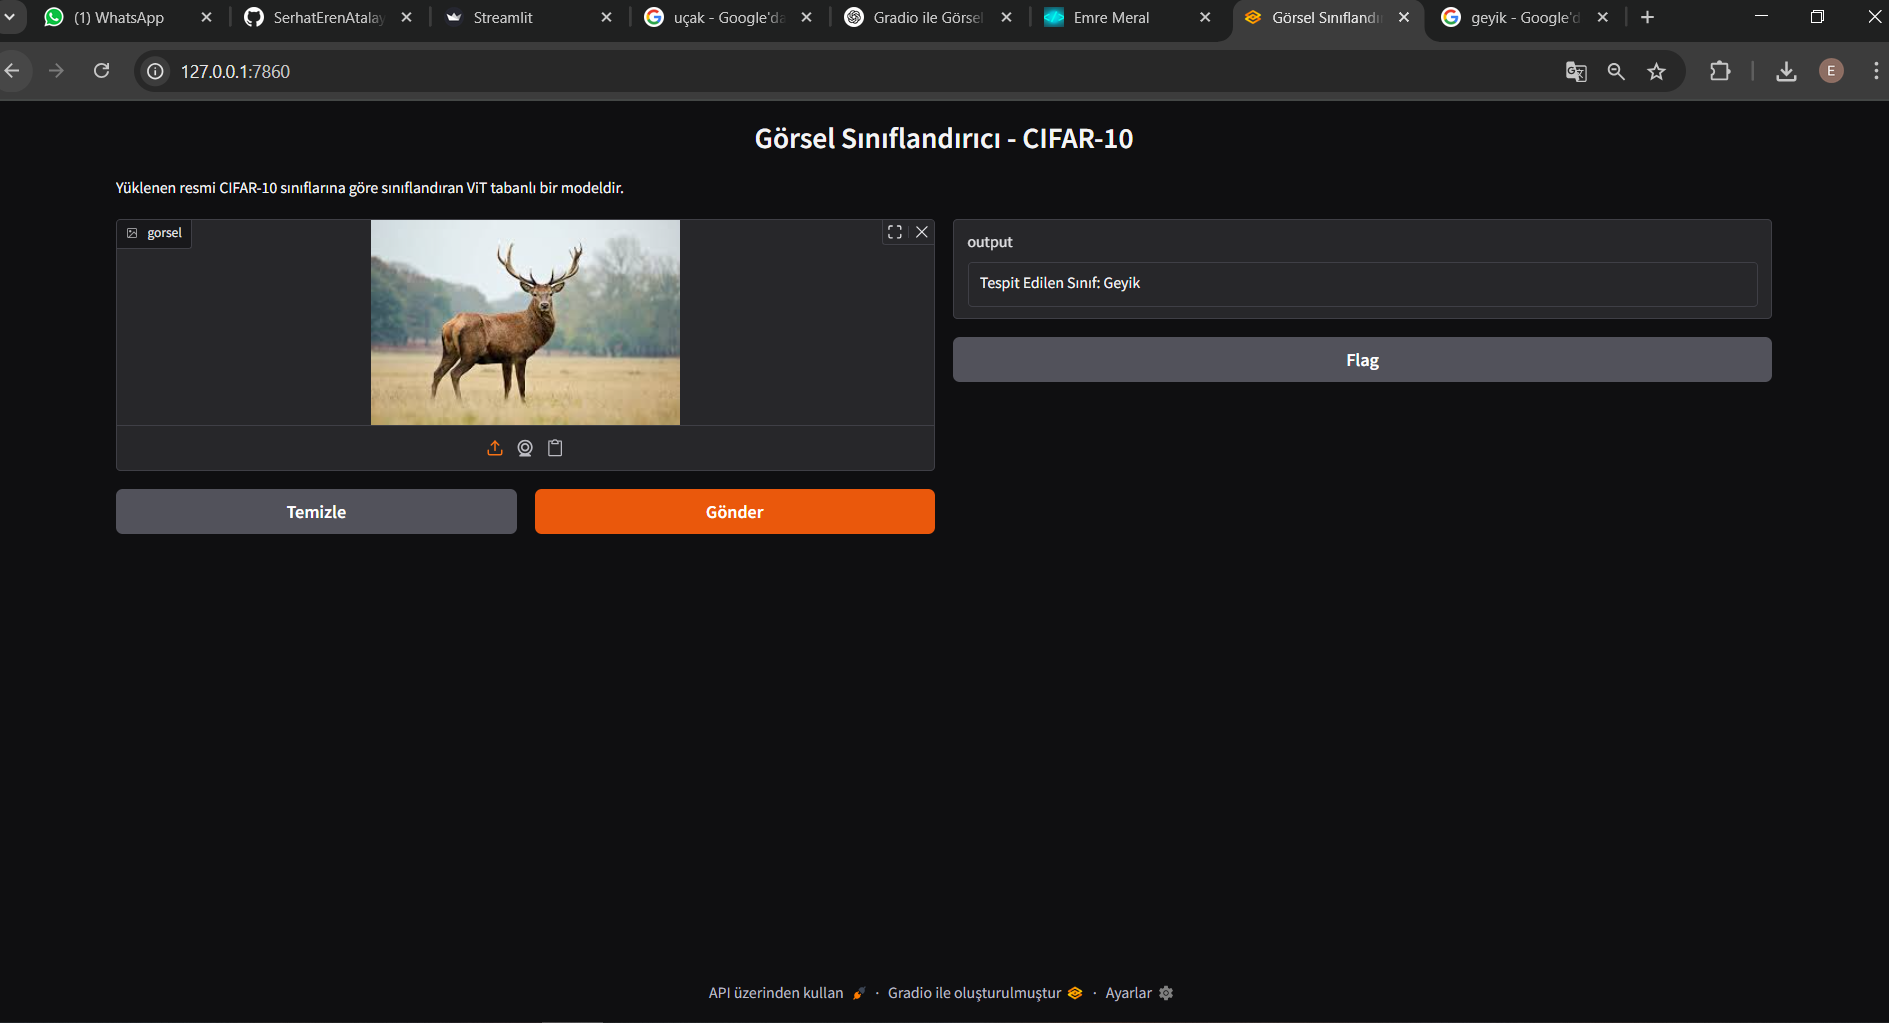 (1) WhatsApp
SerhatErenAtalay
Streamlit
uçak - Google'da
Gradio ile Görsel
Emre Meral
Görsel Sınıflandırı
geyik - Google'd
127.0.0.1:7860
E
Görsel Sınıflandırıcı - CIFAR-10
Yüklenen resmi CIFAR-10 sınıflarına göre sınıflandıran ViT tabanlı bir modeldir.
gorsel
output
Tespit Edilen Sınıf: Geyik
Flag
Temizle
Gönder
API üzerinden kullan · Gradio ile oluşturulmuştur · Ayarlar